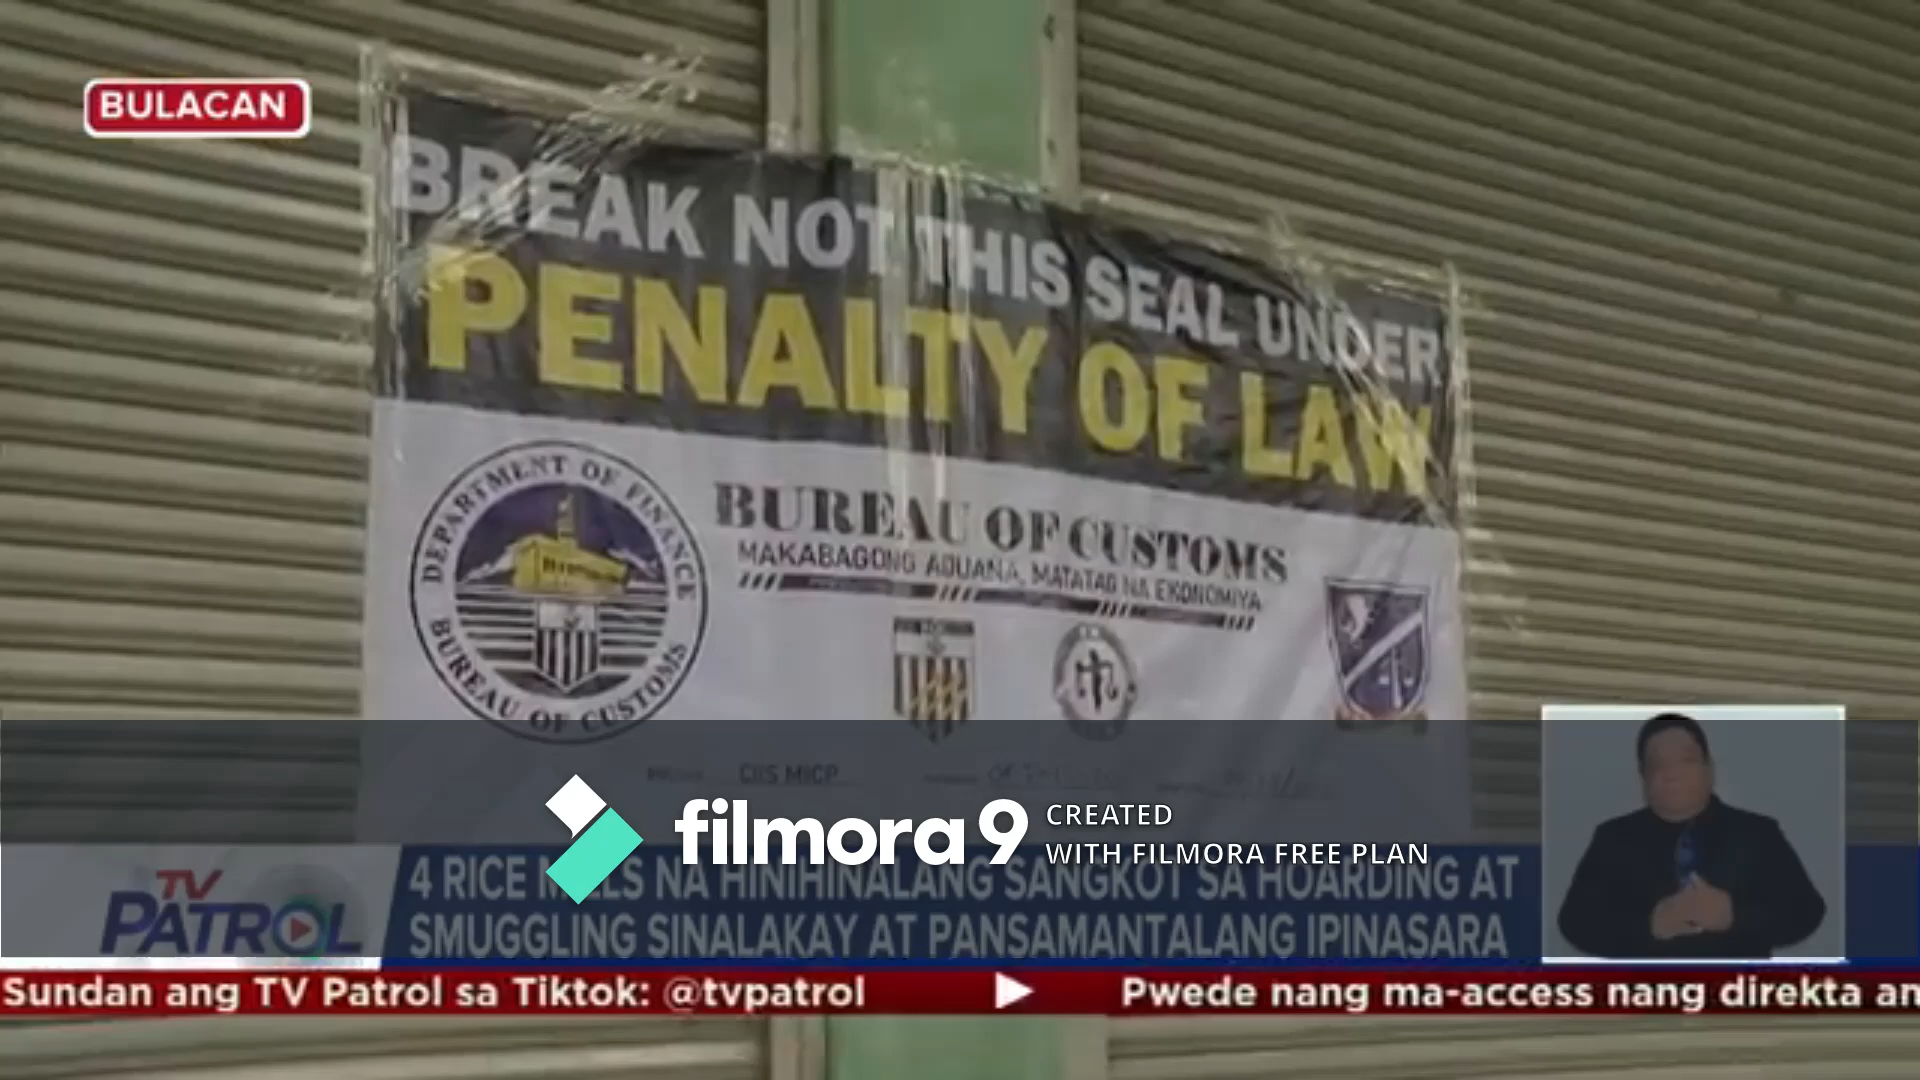 BULACAN
BREAK NOT THIS SEAL UNDER
PENALTY OF LAW
DEPARTMENT OF FINANCE
BUREAU OF CUSTOMS
BUREAU OF CUSTOMS
MAKABAGONG ADUANA, MATATAG NA EKONOMIYA
CIIS MICP
filmora9
CREATED
WITH FILMORA FREE PLAN
TV
PATROL
4 RICE MILLS NA HINIHINALANG SANGKOT SA HOARDING AT
SMUGGLING SINALAKAY AT PANSAMANTALANG IPINASARA
Sundan ang TV Patrol sa Tiktok: @tvpatrol
Pwede nang ma-access nang direkta an